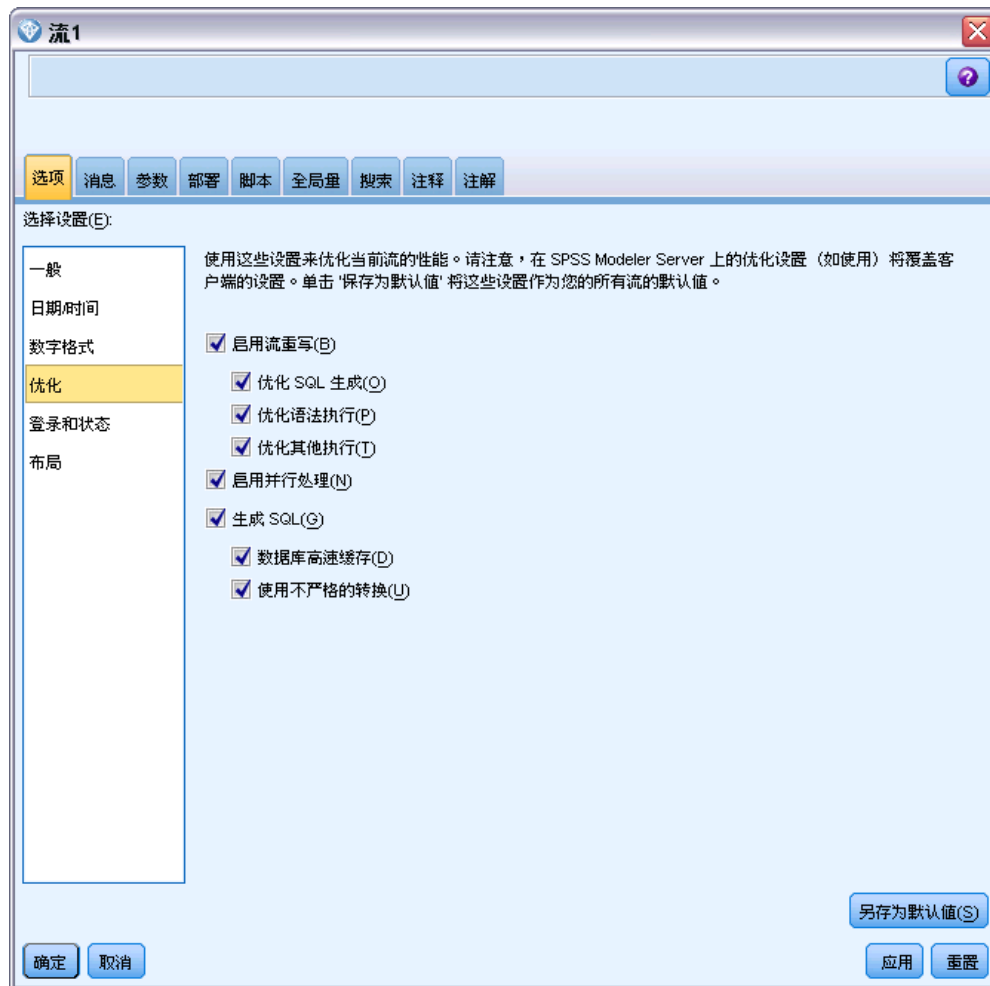 流1
选项 消息 参数 部署 脚本 全局量 搜索 注释 注解
选择设置(E):
一般
日期/时间
数字格式
优化
登录和状态
布局
使用这些设置来优化当前流的性能。请注意，在 SPSS Modeler Server 上的优化设置（如使用）将覆盖客
户端的设置。单击 '保存为默认值' 将这些设置作为您的所有流的默认值。
启用流重写(B)
优化 SQL 生成(O)
优化语法执行(P)
优化其他执行(T)
启用并行处理(N)
生成 SQL(G)
数据库高速缓存(D)
使用不严格的转换(U)
另存为默认值(S)
确定 取消 应用 重置